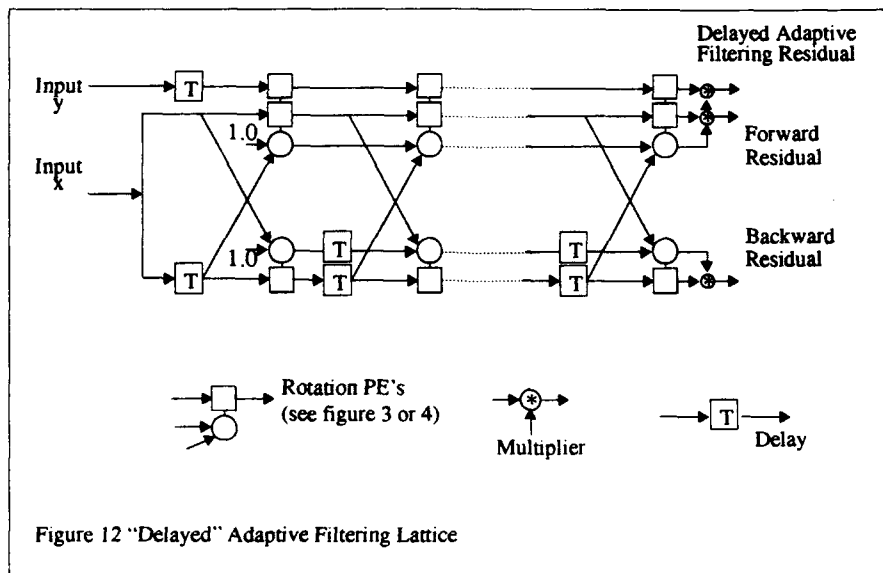 Delayed Adaptive
Filtering Residual
Input
y
T
1.0
Input
x
Forward
Residual
1.0
T
T
Backward
Residual
T
T
T
Rotation PE's
(see figure 3 or 4)
*
Multiplier
T
Delay
Figure 12 "Delayed" Adaptive Filtering Lattice